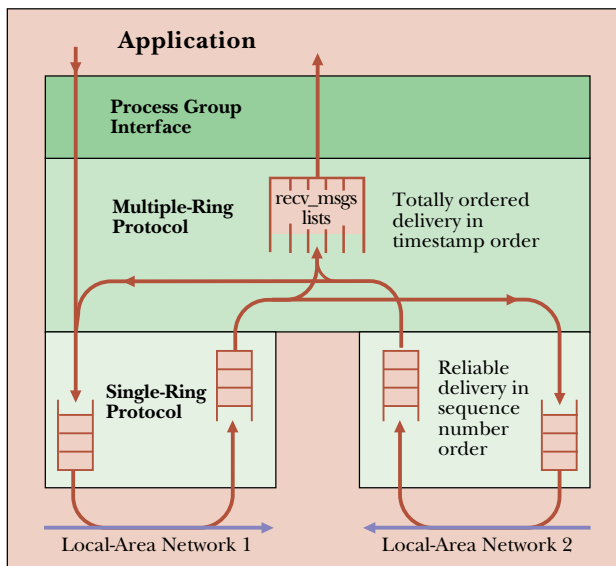 Application
Process Group
Interface
Multiple-Ring
Protocol
recv_msgs
lists
Totally ordered
delivery in
timestamp order
Single-Ring
Protocol
Reliable
delivery in
sequence
number
order
Local-Area Network 1
Local-Area Network 2